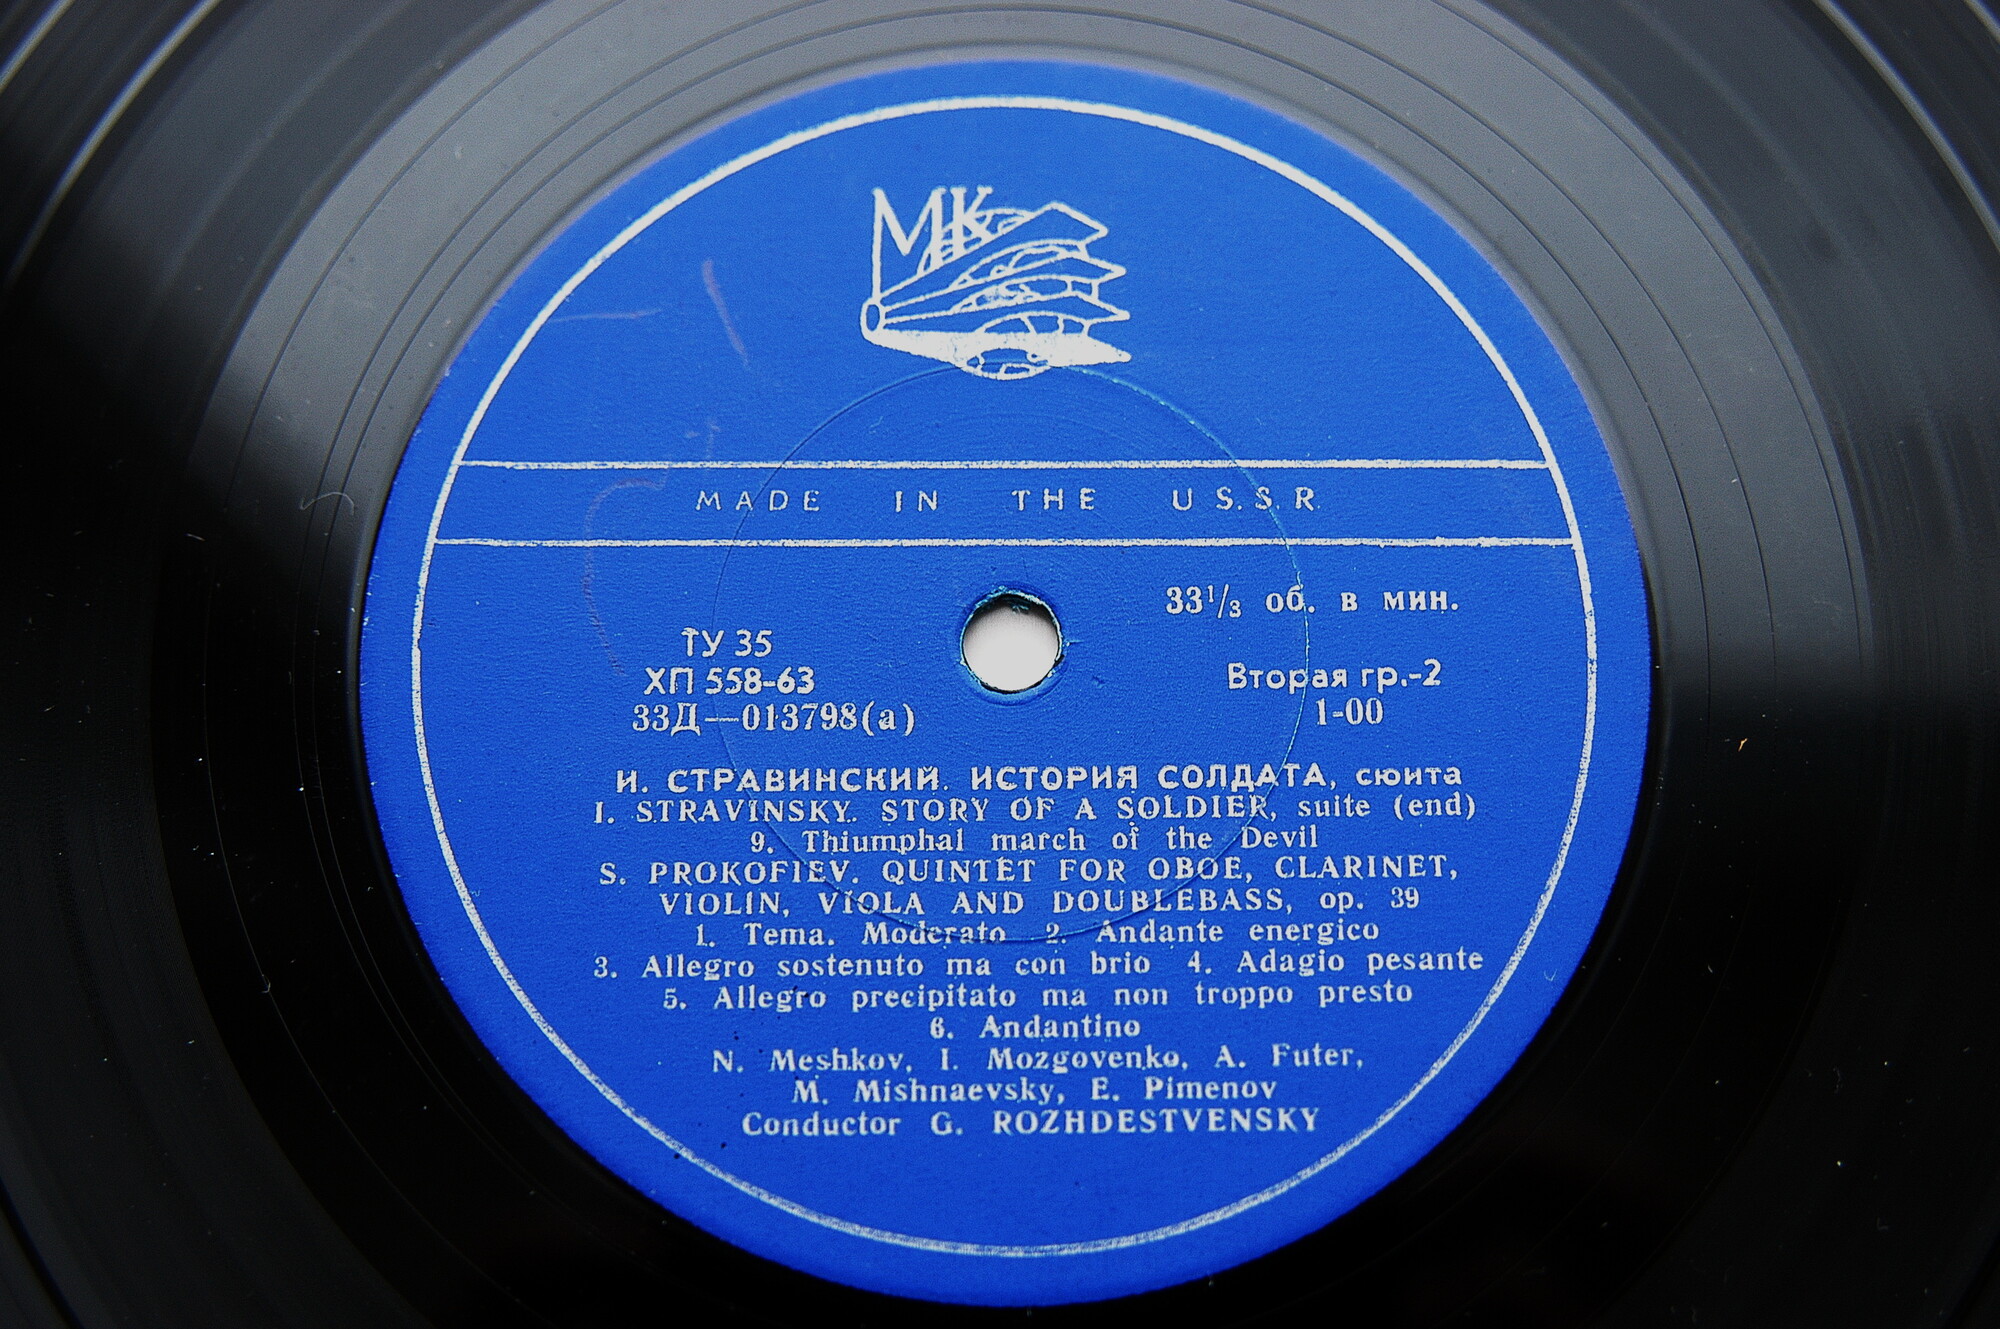 МК
MADE IN THE U.S.S.R.
33⅓ об. в мин.
ТУ 35
ХП 558-63
33Д—013798(а)
Вторая гр.-2
1-00
И. СТРАВИНСКИЙ. ИСТОРИЯ СОЛДАТА, сюита
I. STRAVINSKY. STORY OF A SOLDIER, suite (end)
9. Thiumphal march of the Devil
S. PROKOFIEV. QUINTET FOR OBOE, CLARINET,
VIOLIN, VIOLA AND DOUBLEBASS, op. 39
1. Tema. Moderato 2. Andante energico
3. Allegro sostenuto ma con brio 4. Adagio pesante
5. Allegro precipitato ma non troppo presto
6. Andantino
N. Meshkov, I. Mozgovenko, A. Futer,
M. Mishnaevsky, E. Pimenov
Conductor G. ROZHDESTVENSKY